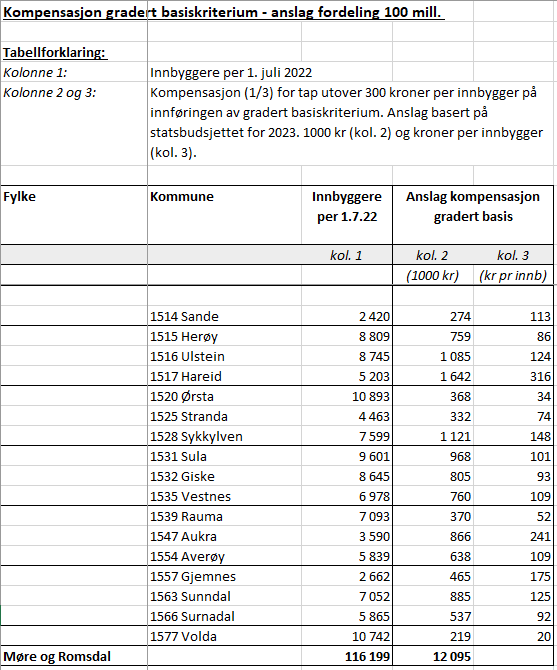 Kompensasjon gradert basiskriterium - anslag fordeling 100 mill.
Tabellforklaring:
Kolonne 1: Innbyggere per 1. juli 2022
Kolonne 2 og 3: Kompensasjon (1/3) for tap utover 300 kroner per innbygger på
innføringen av gradert basiskriterium. Anslag basert på
statsbudsjettet for 2023. 1000 kr (kol. 2) og kroner per innbygger
(kol. 3).
Fylke Kommune Innbyggere Anslag kompensasjon
per 1.7.22 gradert basis
kol. 1 kol. 2 kol. 3
(1000 kr) (kr pr innb)
1514 Sande 2 420 274 113
1515 Herøy 8 809 759 86
1516 Ulstein 8 745 1 085 124
1517 Hareid 5 203 1 642 316
1520 Ørsta 10 893 368 34
1525 Stranda 4 463 332 74
1528 Sykkylven 7 599 1 121 148
1531 Sula 9 601 968 101
1532 Giske 8 645 805 93
1535 Vestnes 6 978 760 109
1539 Rauma 7 093 370 52
1547 Aukra 3 590 866 241
1554 Averøy 5 839 638 109
1557 Gjemnes 2 662 465 175
1563 Sunndal 7 052 885 125
1566 Surnadal 5 865 537 92
1577 Volda 10 742 219 20
Møre og Romsdal 116 199 12 095